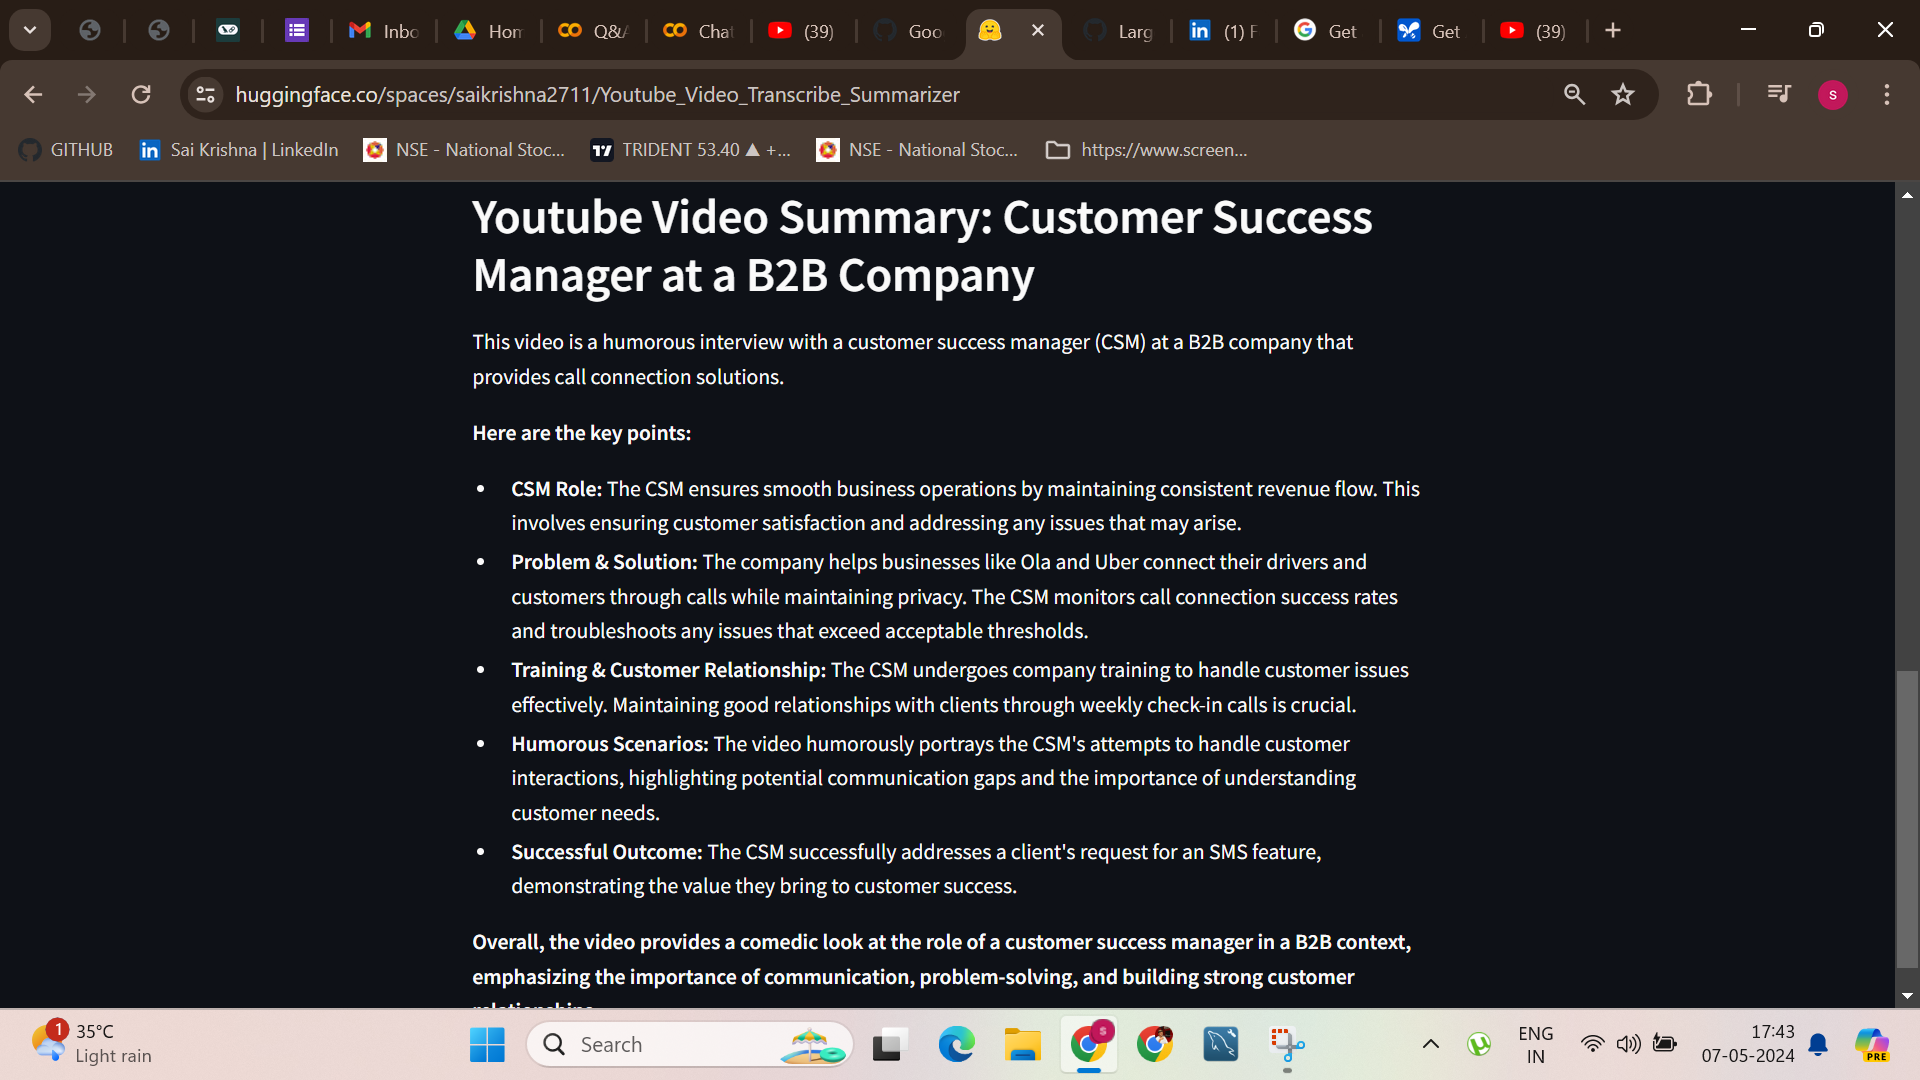 Inbo
Hom
Q&A
Chat
(39)
Goo
Larg
(1) F
Get
Get
(39)
huggingface.co/spaces/saikrishna2711/Youtube_Video_Transcribe_Summarizer
S
GITHUB
Sai Krishna | LinkedIn
NSE - National Stoc...
TRIDENT 53.40 ▲ +...
NSE - National Stoc...
https://www.screen...
Youtube Video Summary: Customer Success
Manager at a B2B Company
This video is a humorous interview with a customer success manager (CSM) at a B2B company that
provides call connection solutions.
Here are the key points:
• CSM Role: The CSM ensures smooth business operations by maintaining consistent revenue flow. This
involves ensuring customer satisfaction and addressing any issues that may arise.
• Problem & Solution: The company helps businesses like Ola and Uber connect their drivers and
customers through calls while maintaining privacy. The CSM monitors call connection success rates
and troubleshoots any issues that exceed acceptable thresholds.
• Training & Customer Relationship: The CSM undergoes company training to handle customer issues
effectively. Maintaining good relationships with clients through weekly check-in calls is crucial.
• Humorous Scenarios: The video humorously portrays the CSM's attempts to handle customer
interactions, highlighting potential communication gaps and the importance of understanding
customer needs.
• Successful Outcome: The CSM successfully addresses a client's request for an SMS feature,
demonstrating the value they bring to customer success.
Overall, the video provides a comedic look at the role of a customer success manager in a B2B context,
emphasizing the importance of communication, problem-solving, and building strong customer
relationships.
1
35°C
Light rain
Search
S
ENG
IN
17:43
07-05-2024
PRE